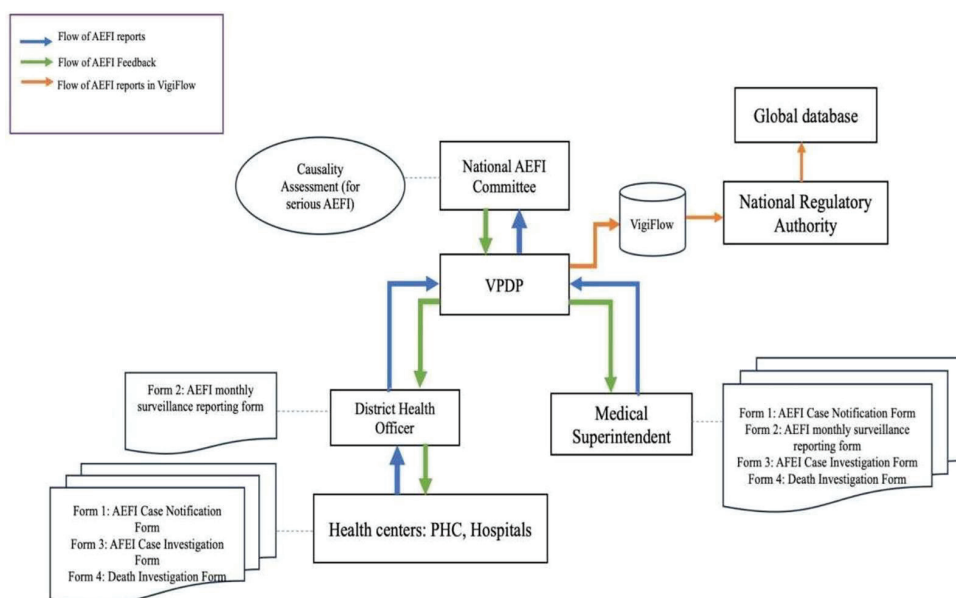 Flow of AEFI reports
Flow of AEFI Feedback
Flow of AEFI reports in VigiFlow
Global database
National AEFI
Committee
Causality
Assessment (for
serious AEFI)
National Regulatory
Authority
VigiFlow
VPDP
Form 2: AEFI monthly
surveillance reporting form
District Health
Officer
Medical
Superintendent
Form 1: AEFI Case Notification Form
Form 2: AEFI monthly surveillance
reporting form
Form 3: AFEI Case Investigation Form
Form 4: Death Investigation Form
Form 1: AEFI Case Notification
Form
Form 3: AFEI Case Investigation
Form
Form 4: Death Investigation Form
Health centers: PHC, Hospitals